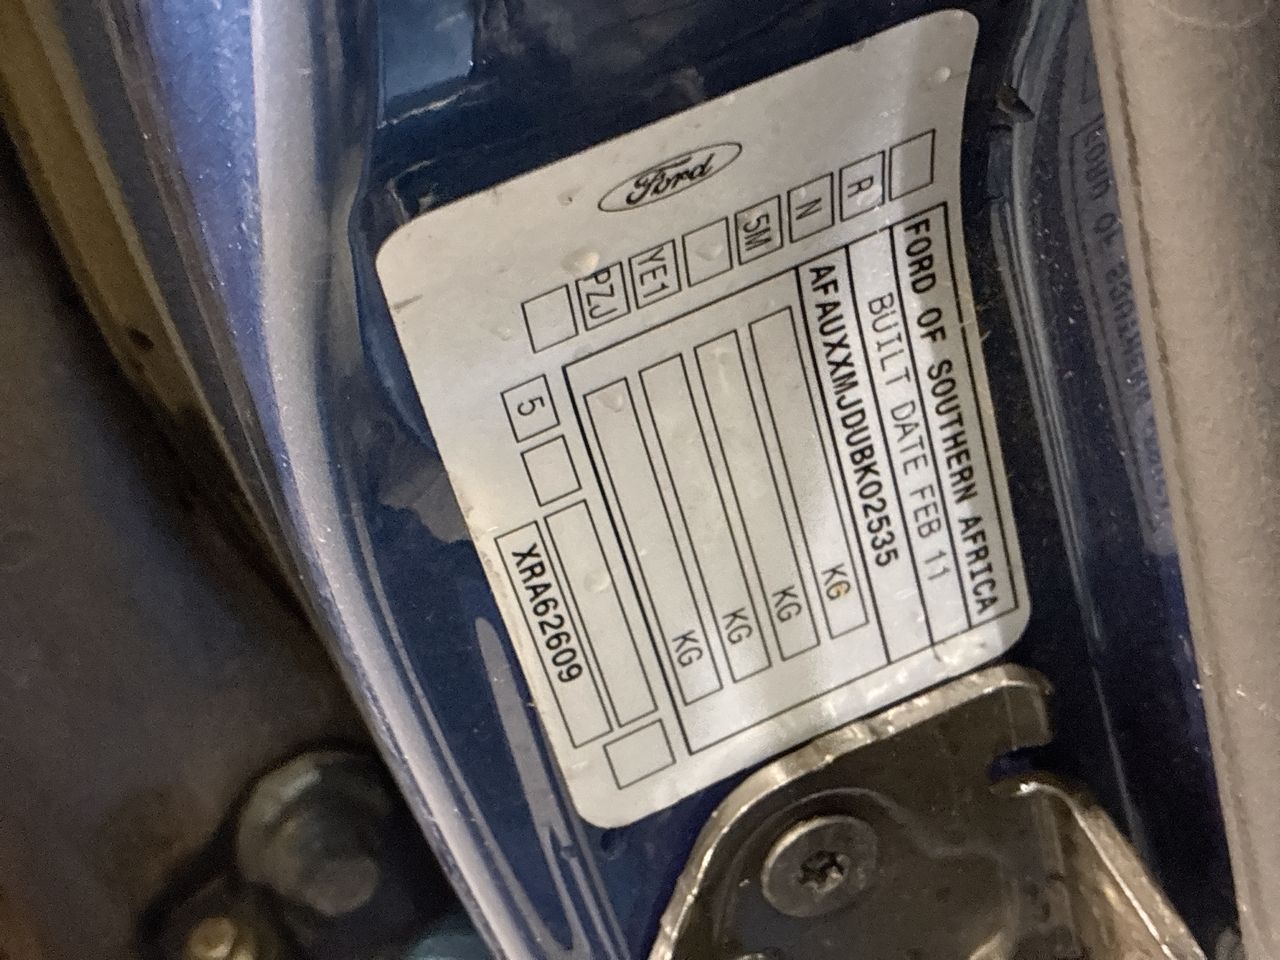 Ford
FORD OF SOUTHERN AFRICA
BUILT DATE FEB 11
AFAUXXMJDUBK02535
KG
KG
KG
KG
R
N
5M
YE1
PZJ
5
XRA62609